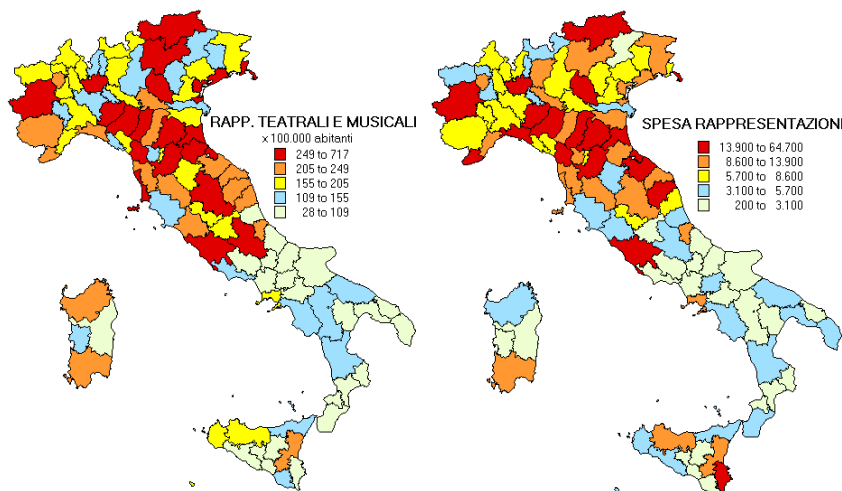 RAPP. TEATRALI E MUSICALI
x 100.000 abitanti
249 to 717
205 to 249
155 to 205
109 to 155
28 to 109
SPESA RAPPRESENTAZIONI
13.900 to 64.700
8.600 to 13.900
5.700 to 8.600
3.100 to 5.700
200 to 3.100